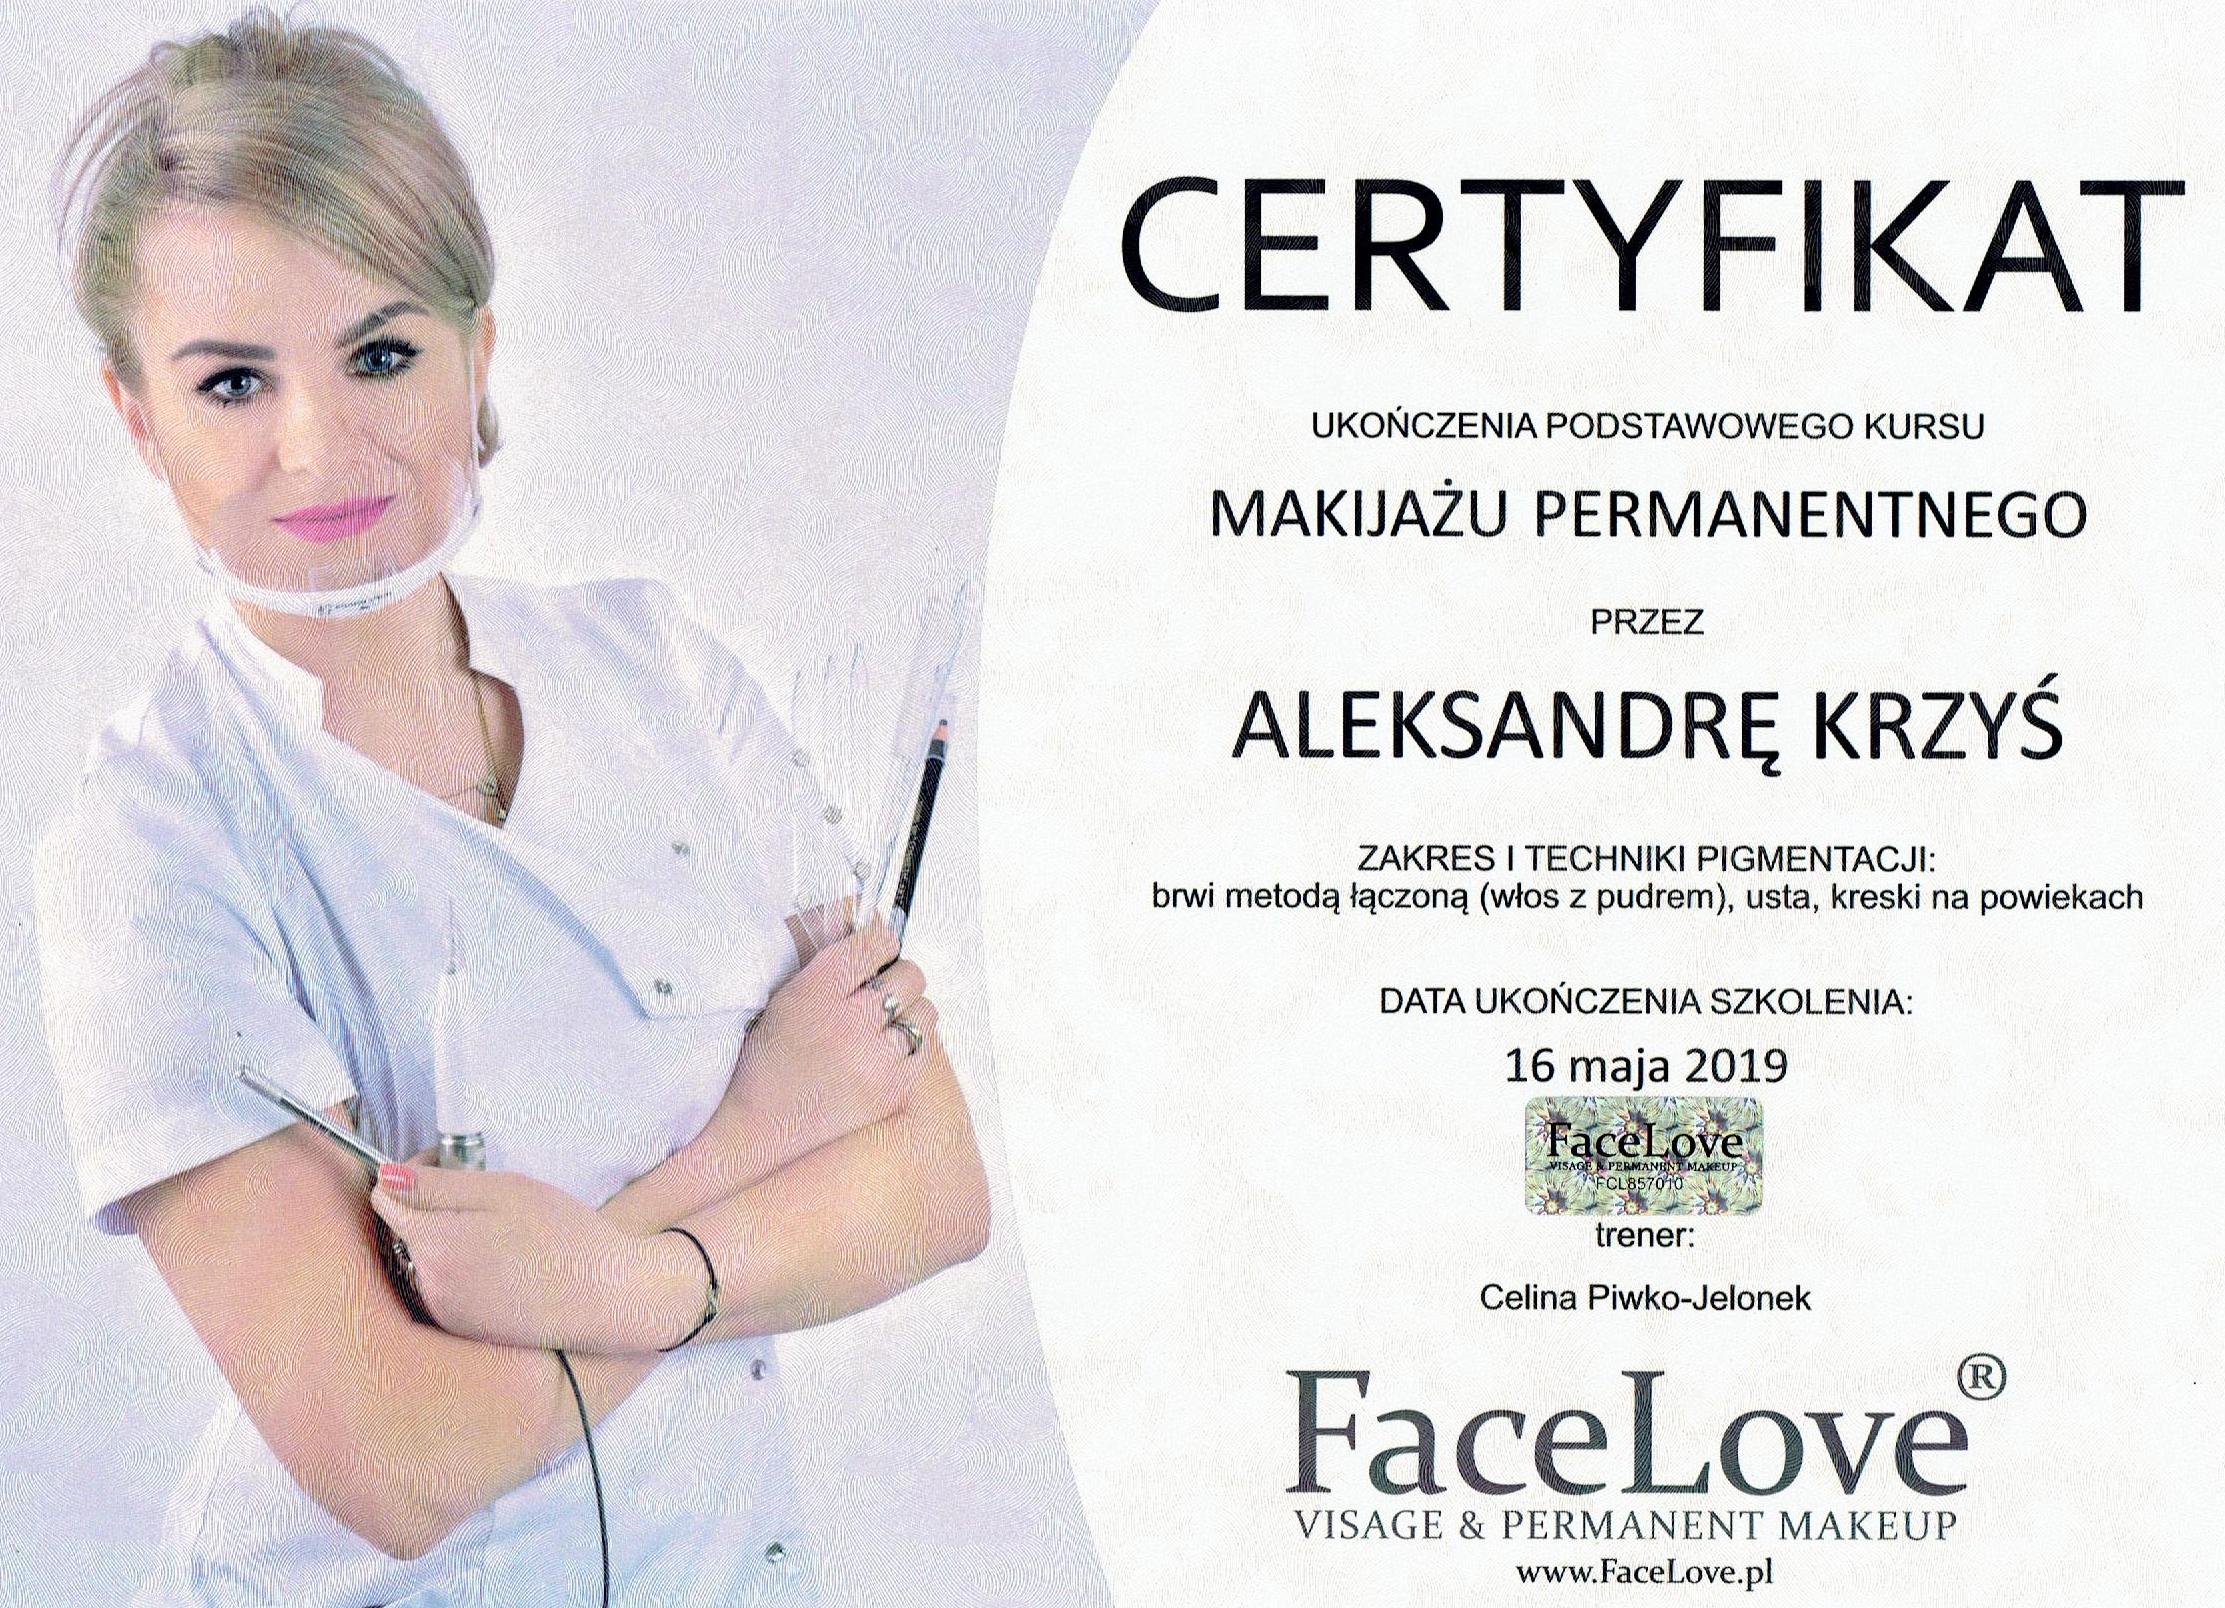 CERTYFIKAT
UKOŃCZENIA PODSTAWOWEGO KURSU
MAKIJAŻU PERMANENTNEGO
PRZEZ
ALEKSANDRĘ KRZYŚ
ZAKRES I TECHNIKI PIGMENTACJI:
brwi metodą łączoną (włos z pudrem), usta, kreski na powiekach
DATA UKOŃCZENIA SZKOLENIA:
16 maja 2019
FaceLove
VISAGE & PERMANENT MAKEUP
FCL857010
trener:
Celina Piwko-Jelonek
FaceLove®
VISAGE & PERMANENT MAKEUP
www.FaceLove.pl